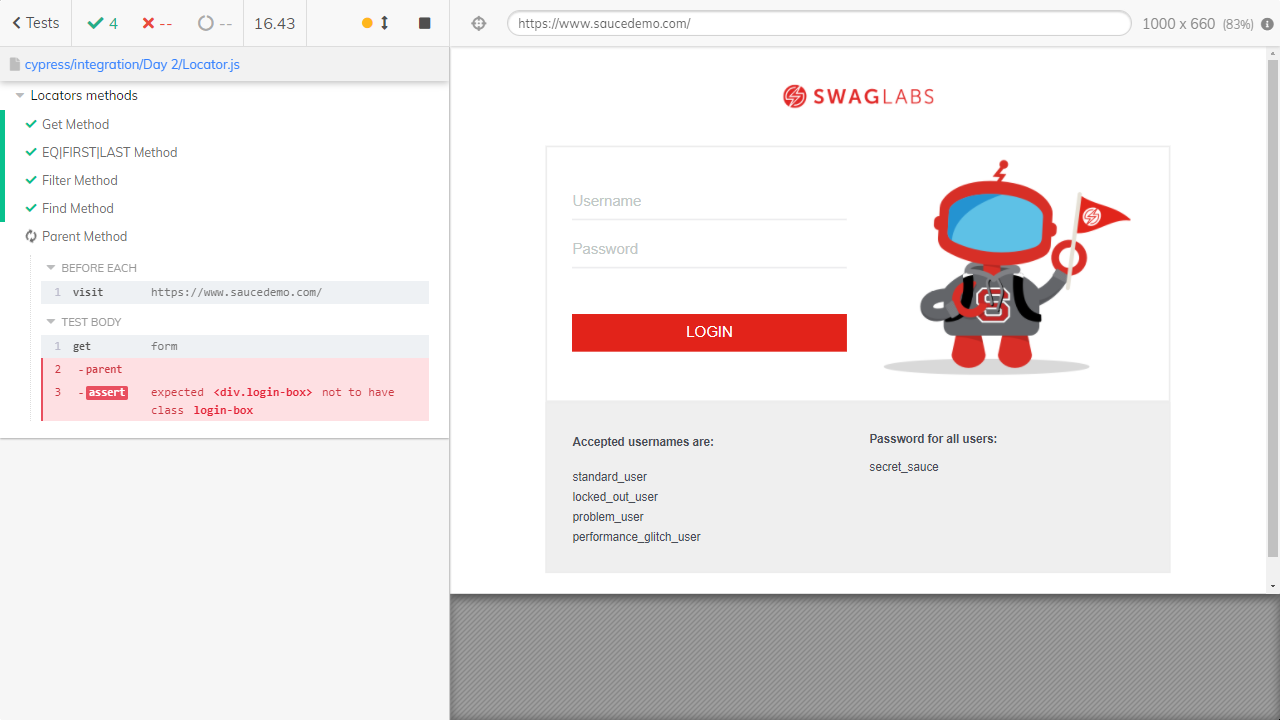 Tests 4 -- -- 16.43
https://www.saucedemo.com/ 1000 x 660 (83%)
cypress/integration/Day 2/Locator.js
Locators methods
Get Method
EQ|FIRST|LAST Method
Filter Method
Find Method
Parent Method
BEFORE EACH
1 visit https://www.saucedemo.com/
TEST BODY
1 get form
2 -parent
3 -assert expected <div.login-box> not to have
class login-box
SWAGLABS
Username
Password
LOGIN
S
Accepted usernames are:
standard_user
locked_out_user
problem_user
performance_glitch_user
Password for all users:
secret_sauce